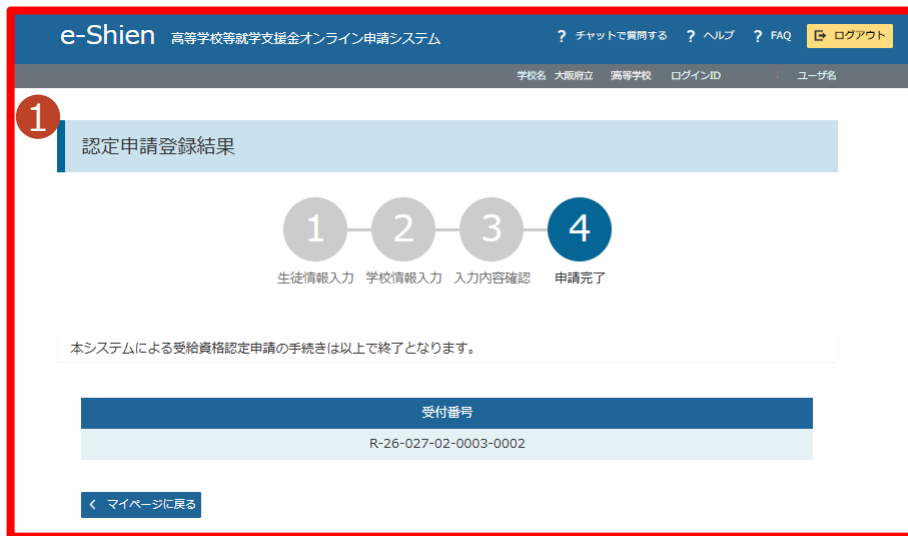 e-Shien 高等学校等就学支援金オンライン申請システム ? チャットで質問する ? ヘルプ ? FAQ ログアウト
学校名 大阪府立 高等学校 ログインID ユーザ名
1
認定申請登録結果
1 2 3 4
生徒情報入力 学校情報入力 入力内容確認 申請完了
本システムによる受給資格認定申請の手続きは以上で終了となります。
受付番号
R-26-027-02-0003-0002
マイページに戻る